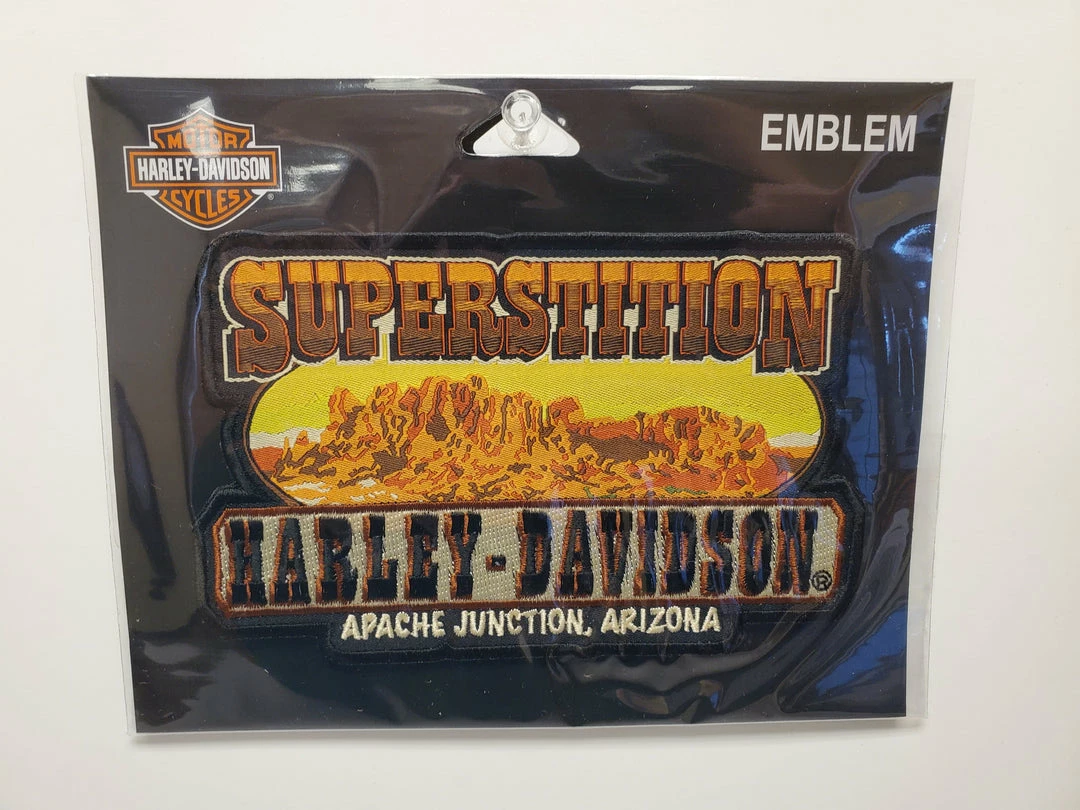 MOTOR
HARLEY-DAVIDSON
CYCLES
®
EMBLEM
SUPERSTITION
HARLEY-DAVIDSON®
APACHE JUNCTION, ARIZONA